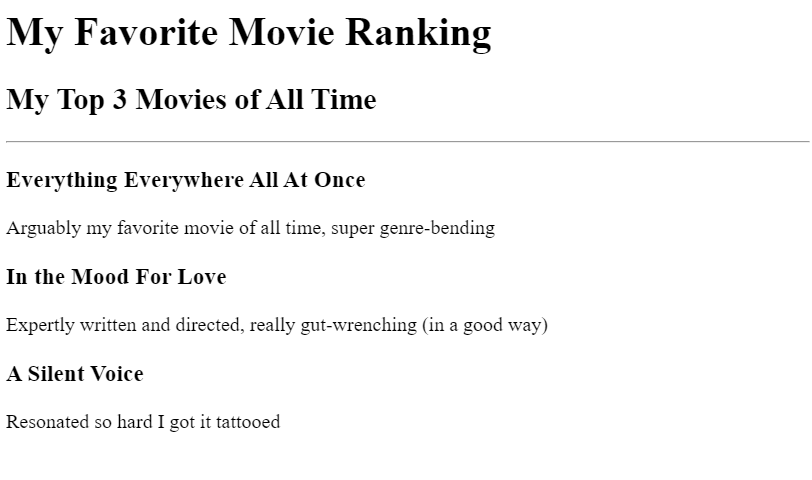 My Favorite Movie Ranking
My Top 3 Movies of All Time
Everything Everywhere All At Once
Arguably my favorite movie of all time, super genre-bending
In the Mood For Love
Expertly written and directed, really gut-wrenching (in a good way)
A Silent Voice
Resonated so hard I got it tattooed